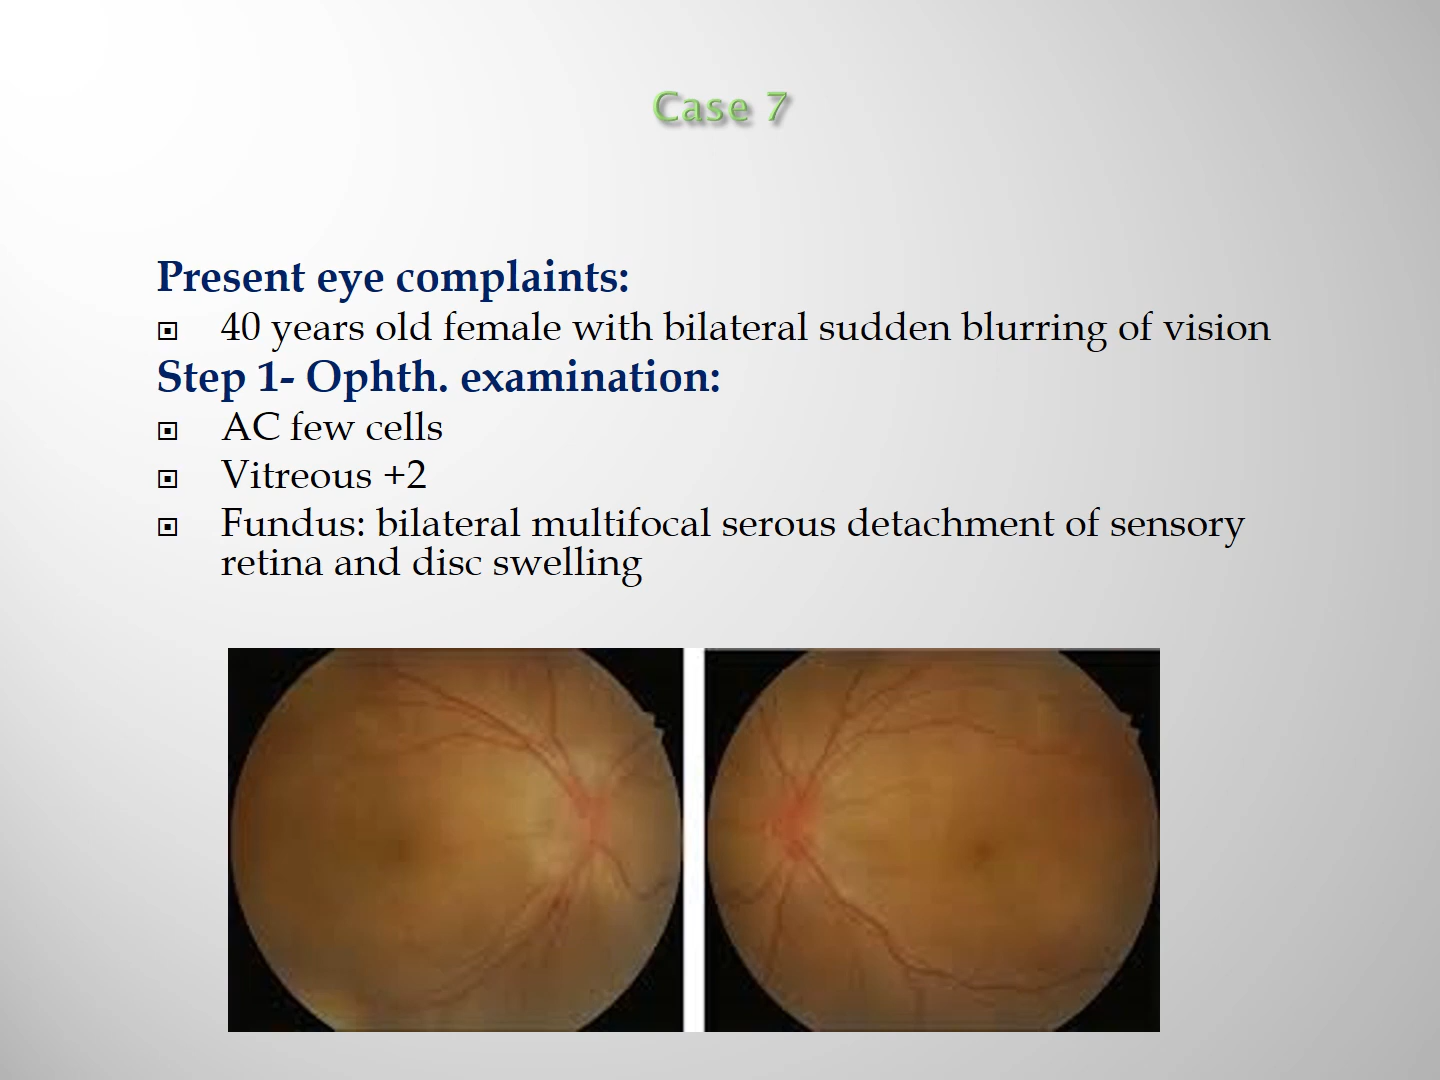 Case 7
Present eye complaints:
40 years old female with bilateral sudden blurring of vision
Step 1- Ophth. examination:
AC few cells
Vitreous +2
Fundus: bilateral multifocal serous detachment of sensory
retina and disc swelling